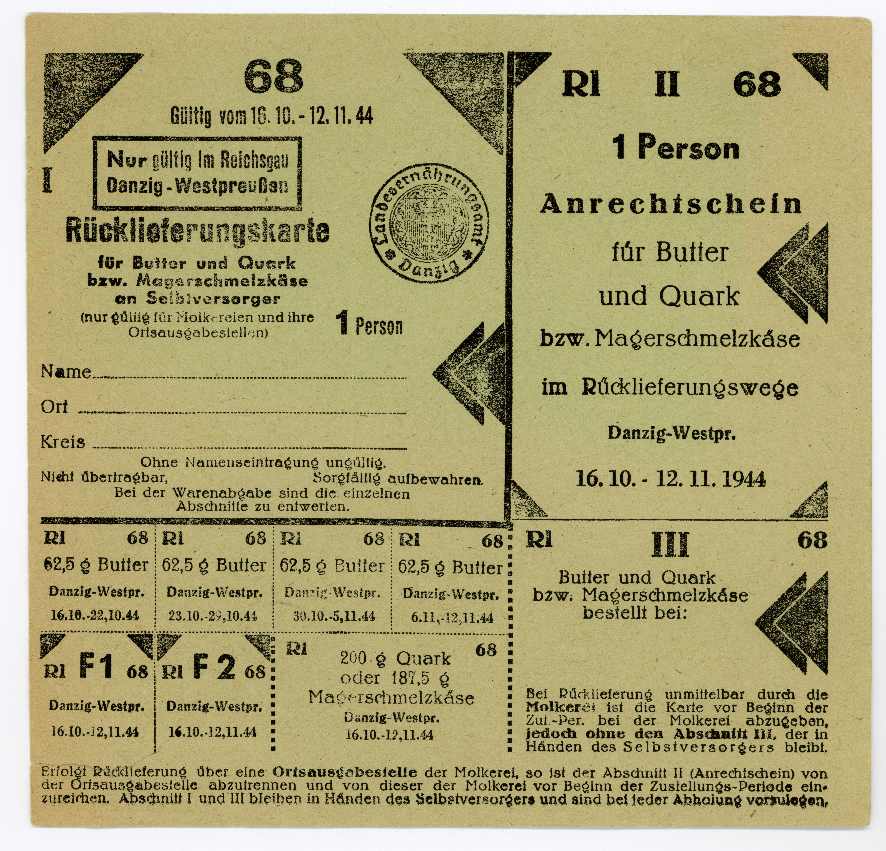 68
Gültig vom 16.10.-12.11.44
Nur gültig im Reichsgau
Danzig-Westpreußen
I
Rücklieferungskarte
für Butter und Quark
bzw. Magerschmelzkäse
an Selbstversorger
(nur gültig für Molkereien und ihre
Ortsausgabestellen)
1 Person
Landesernährungsamt
* Danzig *
Name
Ort
Kreis
Ohne Namenseintragung ungültig.
Nicht übertragbar, Sorgfältig aufbewahren.
Bei der Warenabgabe sind die einzelnen
Abschnitte zu entwerten.
RI II 68
1 Person
Anrechtschein
für Butter
und Quark
bzw. Magerschmelzkäse
im Rücklieferungswege
Danzig-Westpr.
16.10. - 12.11.1944
RI 68
62,5 g Butter
Danzig-Westpr.
16.10.-22,10.44
RI 68
62,5 g Butter
Danzig-Westpr.
23.10.-29,10.44
RI 68
62,5 g Butter
Danzig-Westpr.
30.10.-5,11.44
RI 68
62,5 g Butter
Danzig-Westpr.
6.11,-12,11.44
RI F1 68
Danzig-Westpr.
16.10.-12,11.44
RI F2 68
Danzig-Westpr.
16.10.-12,11.44
RI 68
200 g Quark
oder 187,5 g
Magerschmelzkäse
Danzig-Westpr.
16.10.-12.11.44
RI III 68
Butter und Quark
bzw. Magerschmelzkäse
bestellt bei:
Bei Rücklieferung unmittelbar durch die
Molkerei ist die Karte vor Beginn der
Zut.-Per. bei der Molkerei abzugeben,
jedoch ohne den Abschnitt III, der in
Händen des Selbstversorgers bleibt.
Erfolgt Rücklieferung über eine Ortsausgabestelle der Molkerei, so ist der Abschnitt II (Anrechtschein) von
der Ortsausgabestelle abzutrennen und von dieser der Molkerei vor Beginn der Zustellungs-Periode ein-
zureichen. Abschnitt I und III bleiben in Händen des Selbstversorgers und sind bei jeder Abholung vorzulegen,